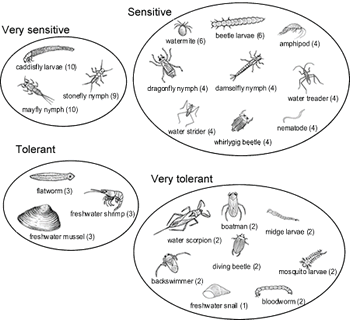 Very sensitive
caddisfly larvae (10)
stonefly nymph (9)
mayfly nymph (10)
Sensitive
watermite (6)
beetle larvae (6)
amphipod (4)
dragonfly nymph (4)
damselfly nymph (4)
water treader (4)
water strider (4)
whirlygig beetle (4)
nematode (4)
Tolerant
flatworm (3)
freshwater shrimp (3)
freshwater mussel (3)
Very tolerant
water scorpion (2)
boatman (2)
midge larvae (2)
backswimmer (2)
diving beetle (2)
mosquito larvae (2)
freshwater snail (1)
bloodworm (2)